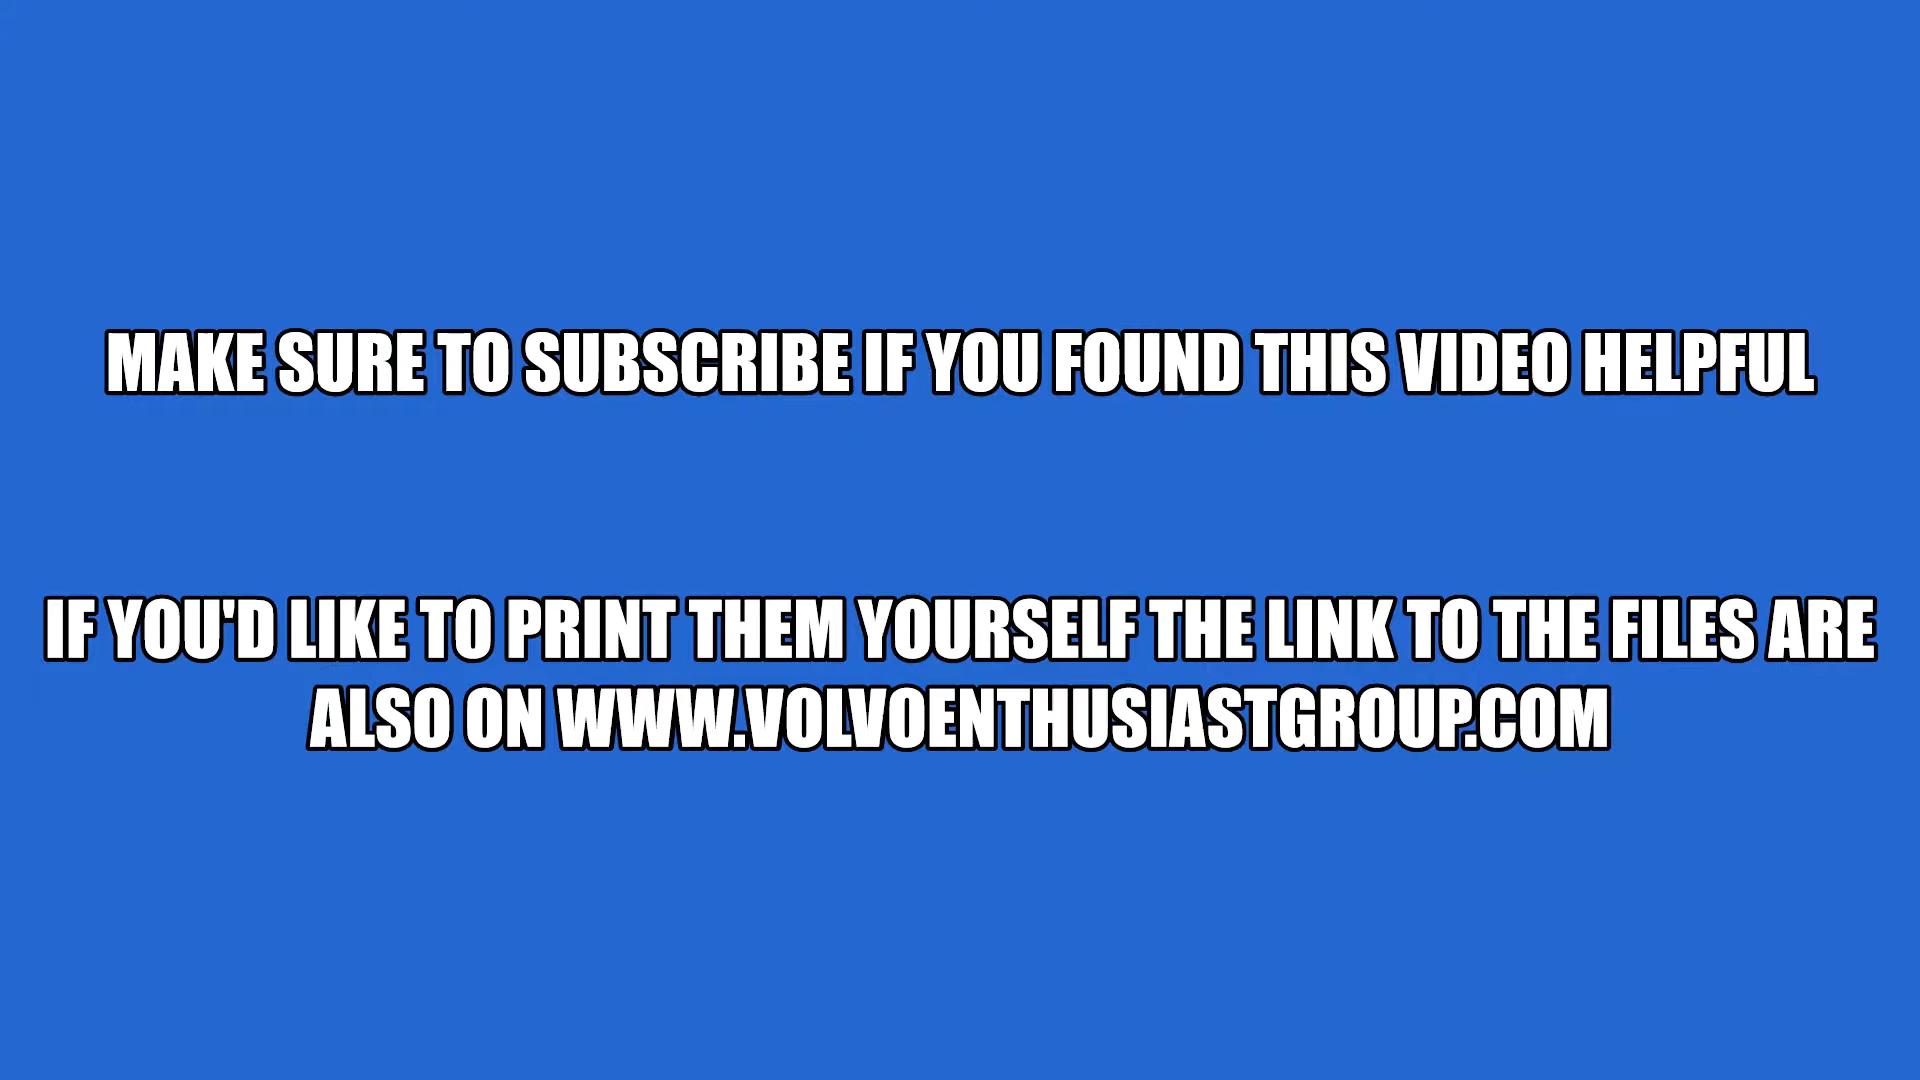 MAKE SURE TO SUBSCRIBE IF YOU FOUND THIS VIDEO HELPFUL
IF YOU'D LIKE TO PRINT THEM YOURSELF THE LINK TO THE FILES ARE
ALSO ON WWW.VOLVOENTHUSIASTGROUP.COM